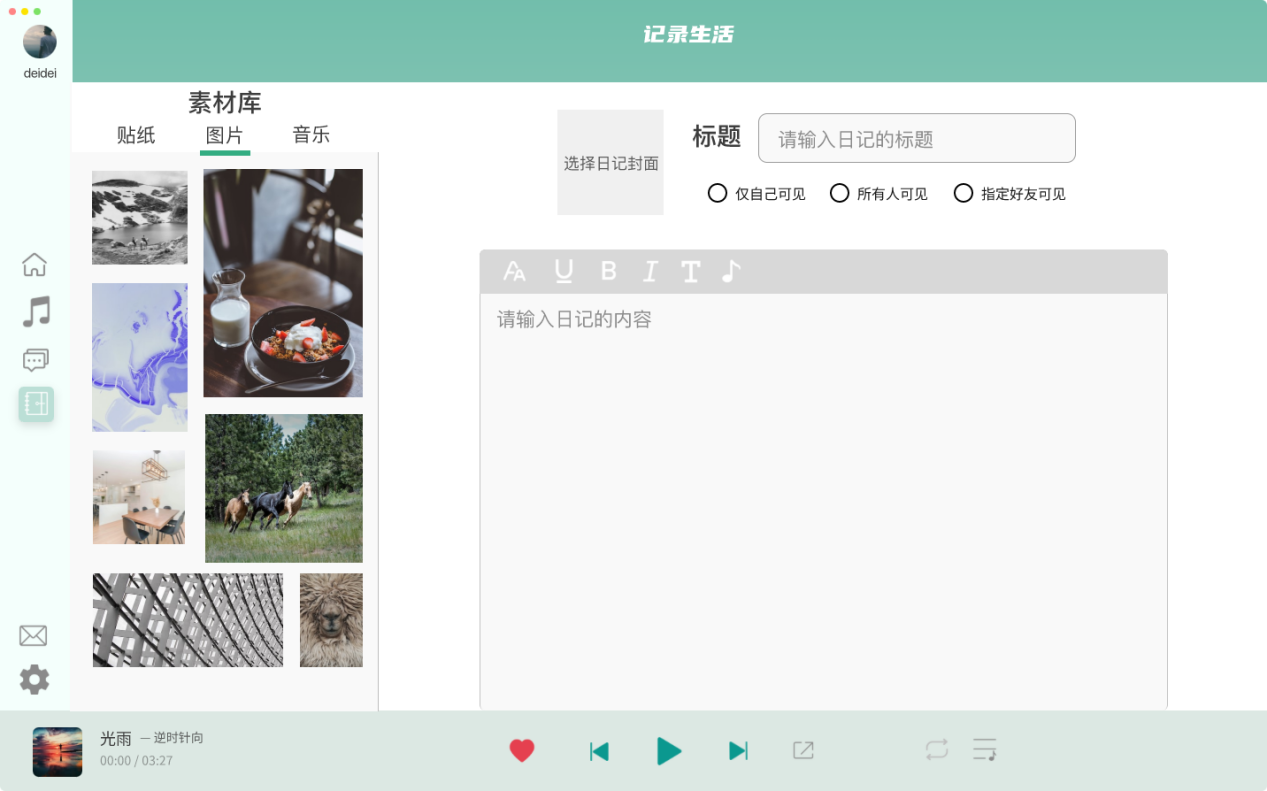 记录生活
deidei
素材库
贴纸 图片 音乐
选择日记封面
标题 请输入日记的标题
仅自己可见 所有人可见 指定好友可见
AA U B I T
请输入日记的内容
光雨 — 逆时针向
00:00 / 03:27